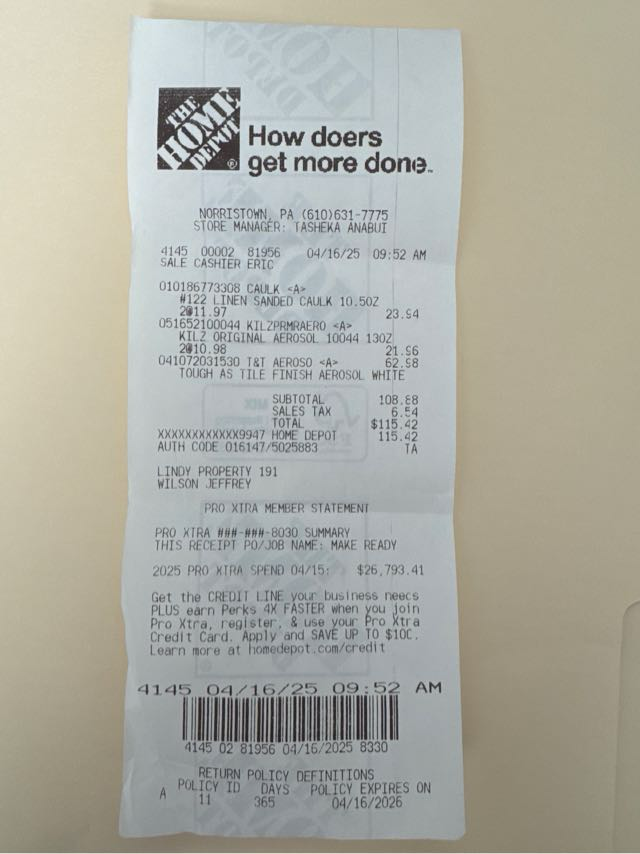 THE
HOME
DEPOT
How doers
get more done.
NORRISTOWN, PA (610)631-7775
STORE MANAGER: TASHEKA ANABUI
4145 00002 81956 04/16/25 09:52 AM
SALE CASHIER ERIC
010186773308 CAULK <A>
#122 LINEN SANDED CAULK 10.5OZ
2@11.97 23.94
051652100044 KILZPRMRAERO <A>
KILZ ORIGINAL AEROSOL 10044 13OZ
2@10.98 21.96
041072031530 T&T AEROSO <A> 62.98
TOUGH AS TILE FINISH AEROSOL WHITE
SUBTOTAL 108.88
SALES TAX 6.54
TOTAL $115.42
XXXXXXXXXXXX9947 HOME DEPOT 115.42
AUTH CODE 016147/5025883 TA
LINDY PROPERTY 191
WILSON JEFFREY
PRO XTRA MEMBER STATEMENT
PRO XTRA ###-###-8030 SUMMARY
THIS RECEIPT PO/JOB NAME: MAKE READY
2025 PRO XTRA SPEND 04/15: $26,793.41
Get the CREDIT LINE your business needs
PLUS earn Perks 4X FASTER when you join
Pro Xtra, register, & use your Pro Xtra
Credit Card. Apply and SAVE UP TO $100.
Learn more at homedepot.com/credit
4145 04/16/25 09:52 AM
4145 02 81956 04/16/2025 8330
RETURN POLICY DEFINITIONS
POLICY ID DAYS POLICY EXPIRES ON
A 11 365 04/16/2026